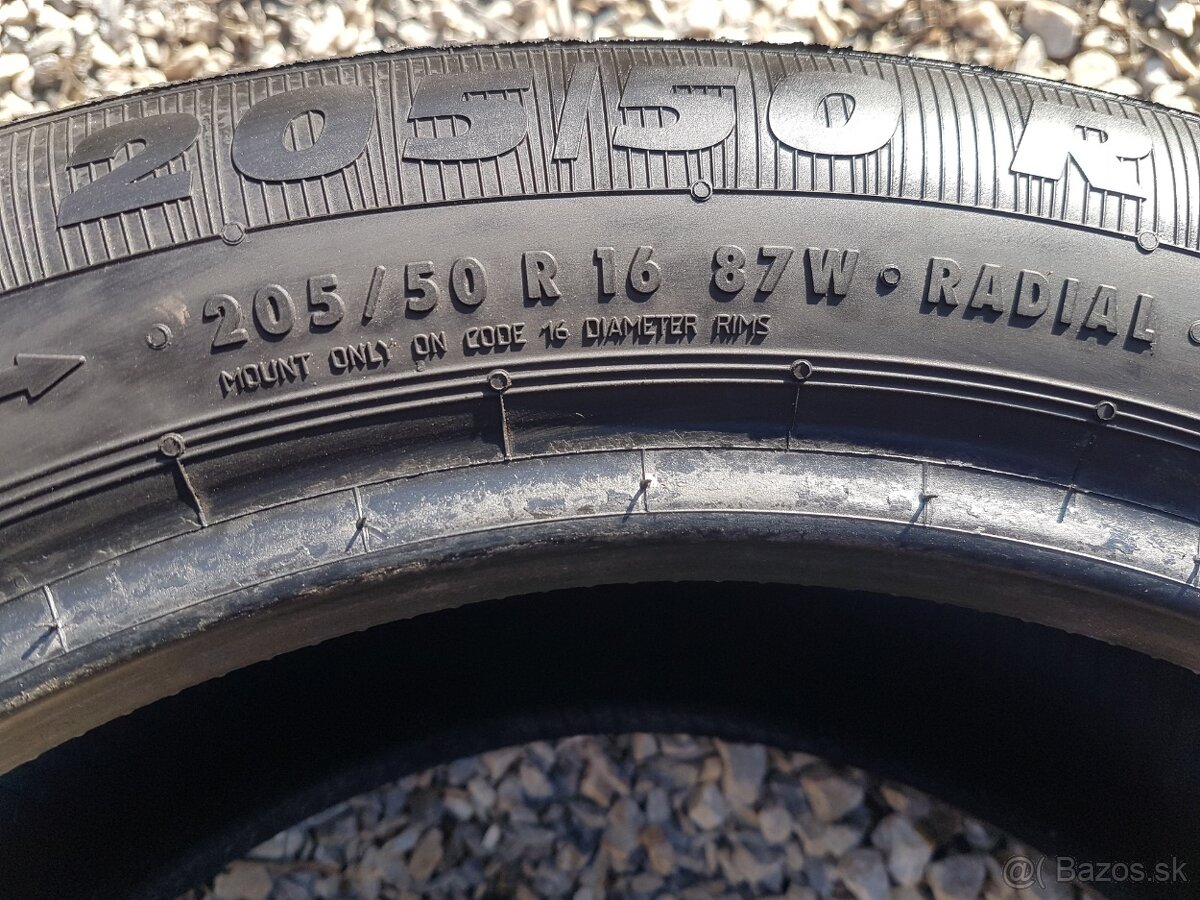 205/50 R
205/50 R 16 87W • RADIAL •
MOUNT ONLY ON CODE 16 DIAMETER RIMS
@( Bazos.sk